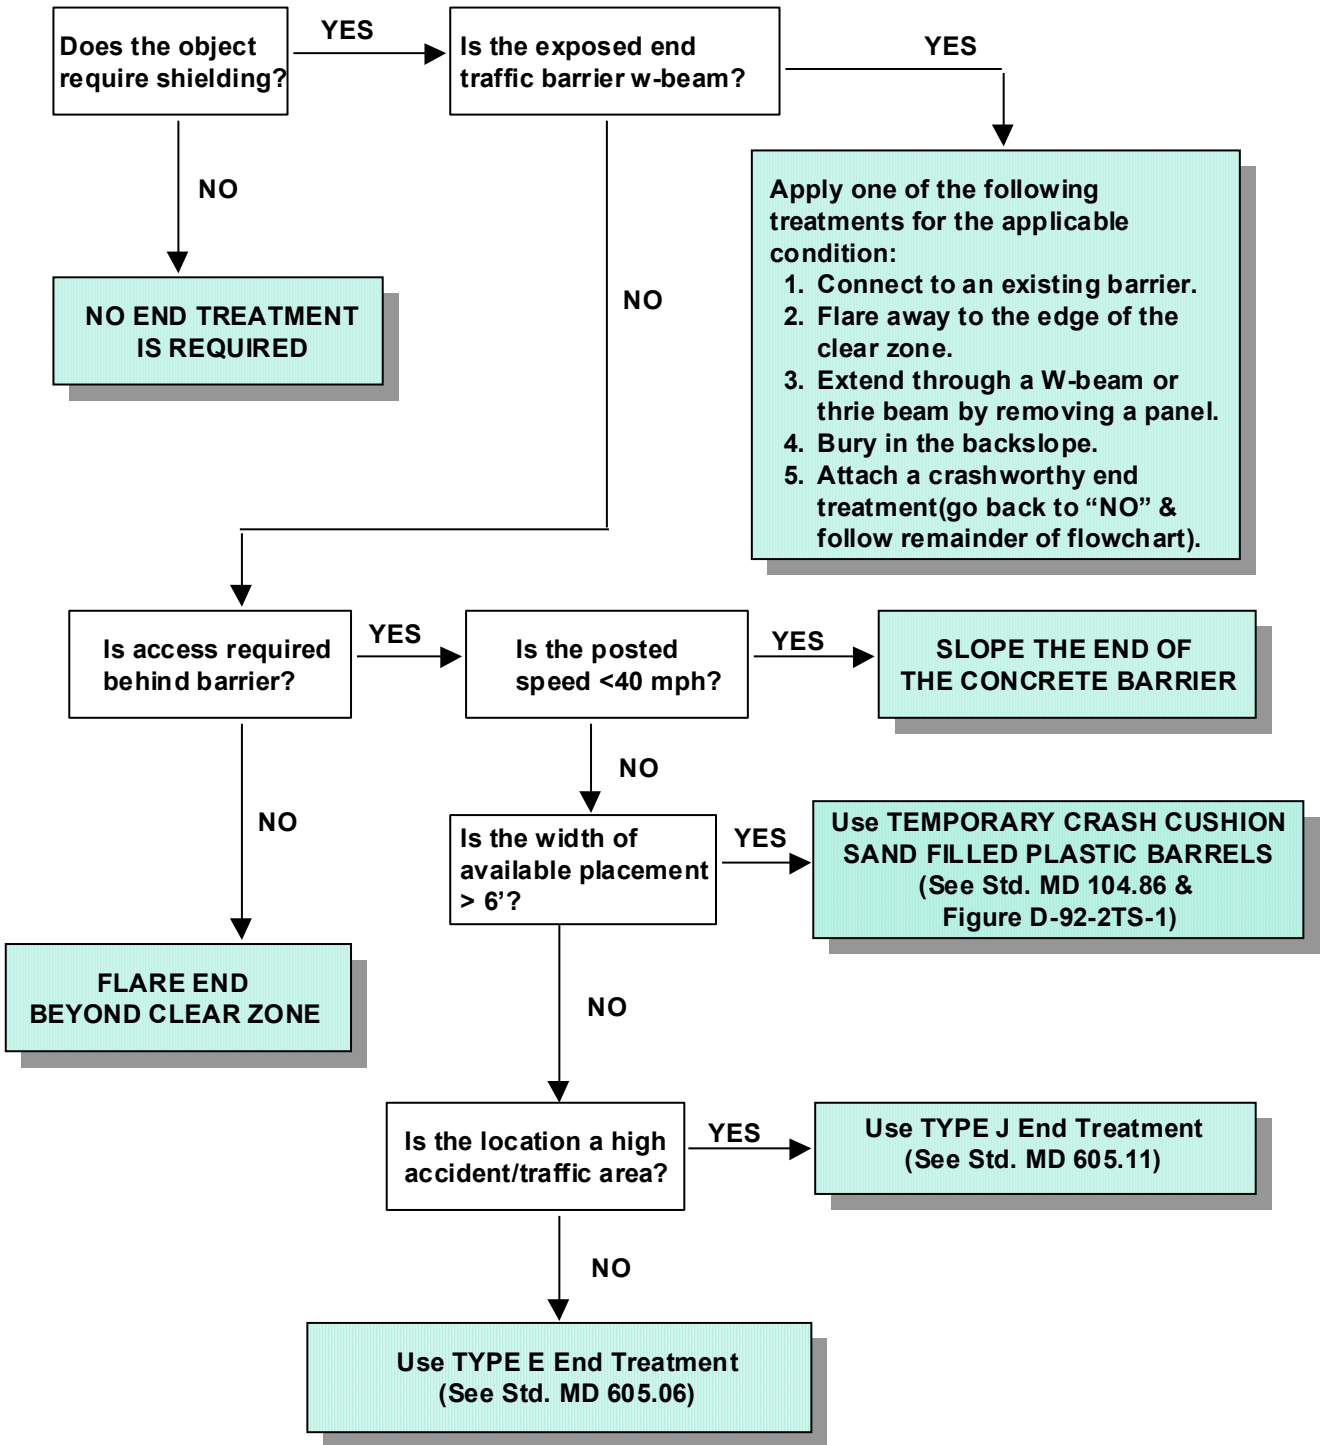 Does the object
require shielding?
YES
Is the exposed end
traffic barrier w-beam?
YES
NO
NO
NO END TREATMENT
IS REQUIRED
Apply one of the following
treatments for the applicable
condition:
1. Connect to an existing barrier.
2. Flare away to the edge of the
clear zone.
3. Extend through a W-beam or
thrie beam by removing a panel.
4. Bury in the backslope.
5. Attach a crashworthy end
treatment(go back to “NO” &
follow remainder of flowchart).
Is access required
behind barrier?
YES
Is the posted
speed <40 mph?
YES
SLOPE THE END OF
THE CONCRETE BARRIER
NO
NO
Is the width of
available placement
> 6’?
YES
Use TEMPORARY CRASH CUSHION
SAND FILLED PLASTIC BARRELS
(See Std. MD 104.86 &
Figure D-92-2TS-1)
FLARE END
BEYOND CLEAR ZONE
NO
Is the location a high
accident/traffic area?
YES
Use TYPE J End Treatment
(See Std. MD 605.11)
NO
Use TYPE E End Treatment
(See Std. MD 605.06)